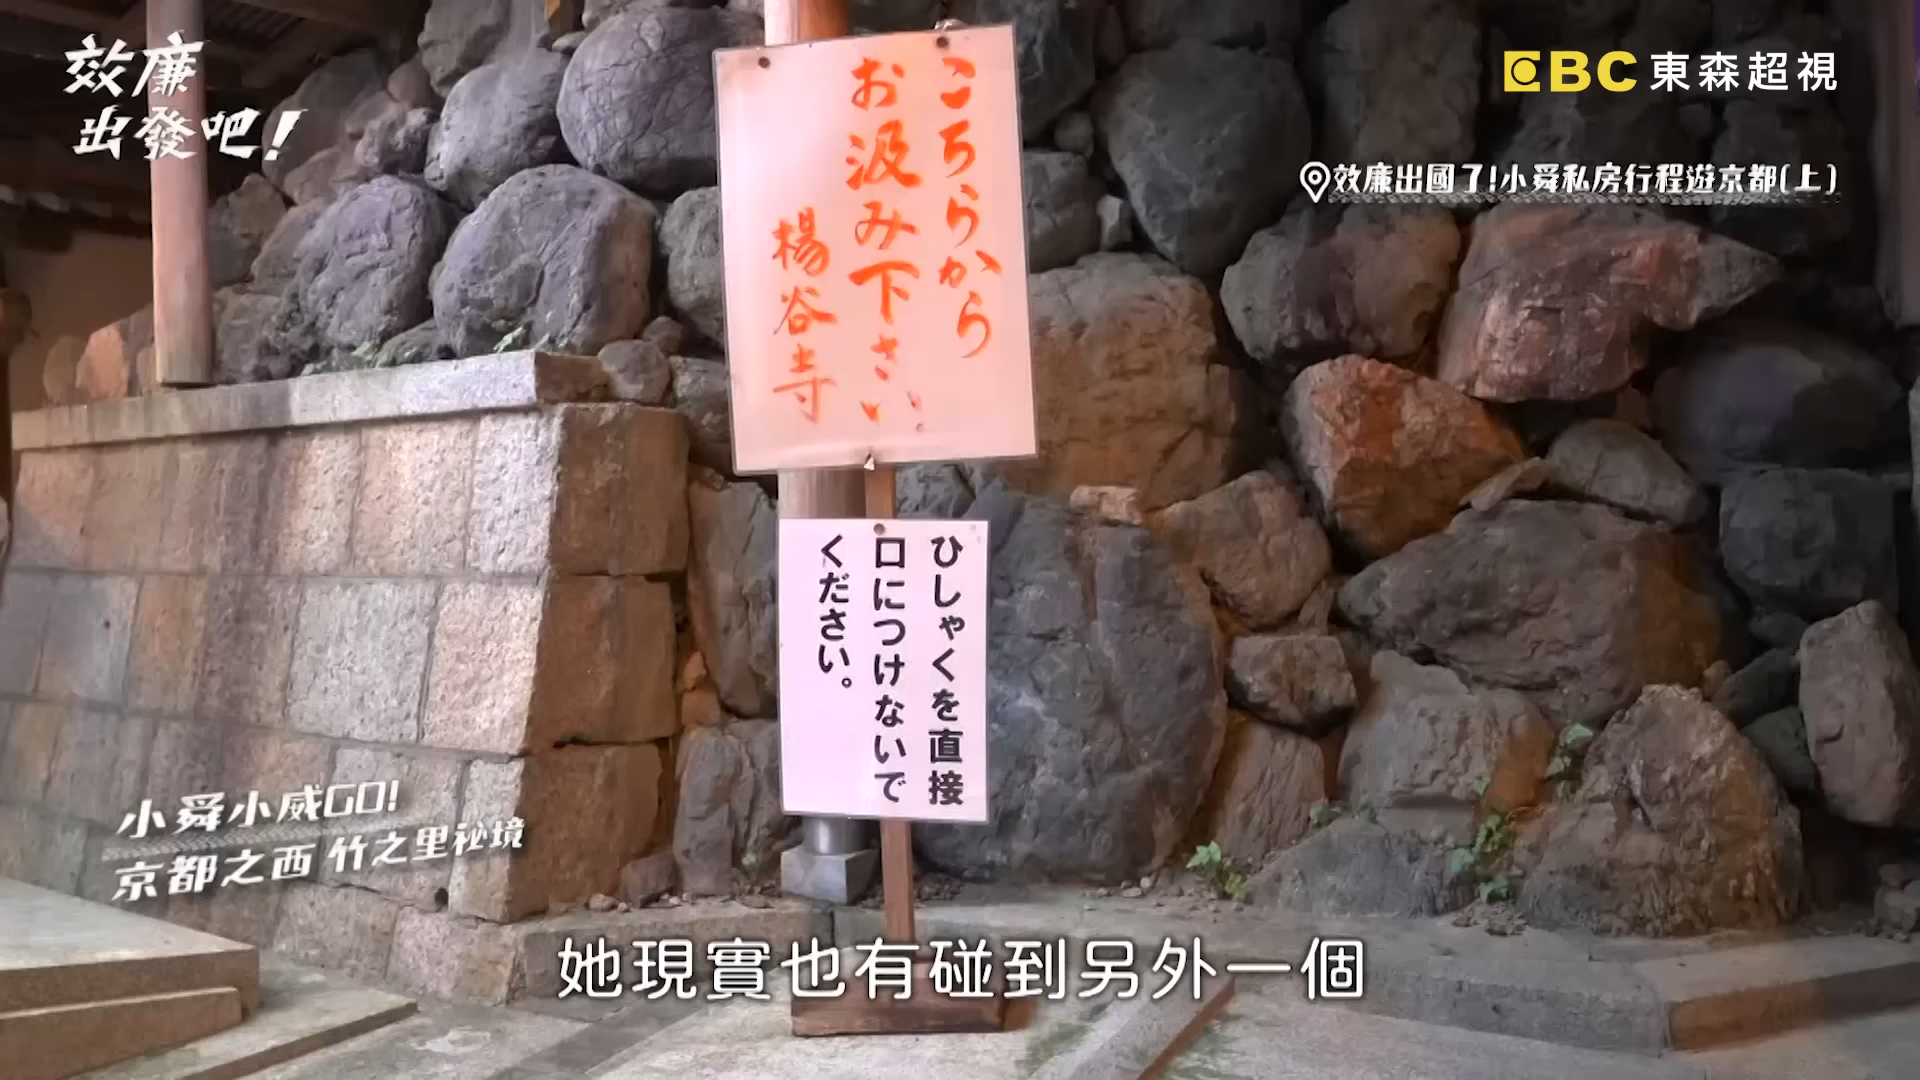 效廉
出發吧!
EBC 東森超視
效廉出國了!小舜私房行程遊京都(上)
こちらから
お汲み下さい。
楊谷寺
ひしゃくを直接
口につけないで
ください。
小舜小威GO!
京都之西 竹之里祕境
她現實也有碰到另外一個